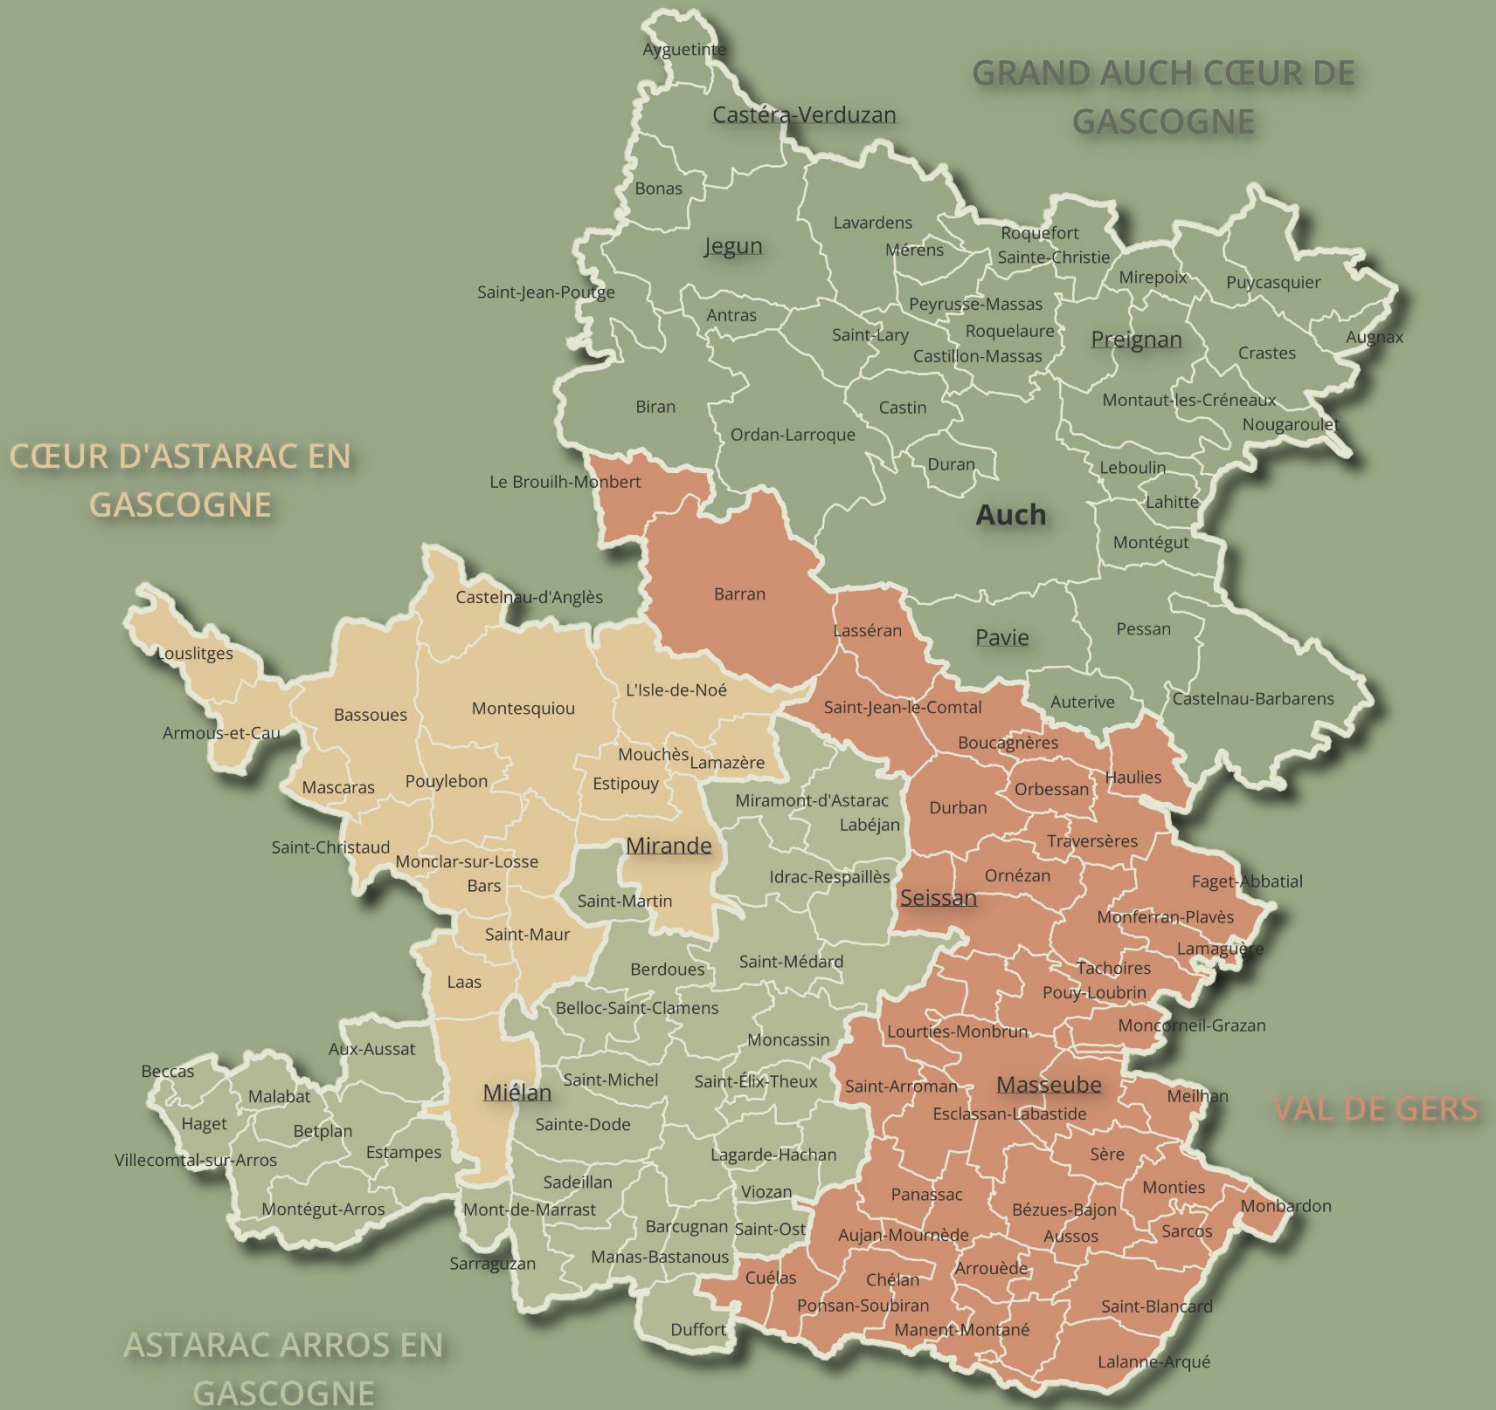 Ayguetinte
GRAND AUCH CŒUR DE
GASCOGNE
Castéra-Verduzan
Bonas
Lavardens
Roquefort
Jegun
Mérens
Sainte-Christie
Mirepoix
Puycasquier
Saint-Jean-Poutge
Antras
Peyrusse-Massas
Saint-Lary
Roquelaure
Preignan
Augnax
Castillon-Massas
Crastes
Biran
Castin
Montaut-les-Créneaux
Ordan-Larroque
Nougaroulet
CŒUR D'ASTARAC EN
GASCOGNE
Duran
Leboulin
Le Brouilh-Monbert
Lahitte
Auch
Montégut
Castelnau-d'Anglès
Barran
Lasséran
Pavie
Pessan
Louslitges
L'Isle-de-Noé
Auterive
Castelnau-Barbarens
Bassoues
Montesquiou
Saint-Jean-le-Comtal
Armous-et-Cau
Boucagnères
Mouchès
Lamazère
Mascaras
Pouylebon
Estipouy
Haulies
Orbessan
Miramont-d'Astarac
Durban
Labéjan
Saint-Christaud
Mirande
Traversères
Monclar-sur-Losse
Bars
Idrac-Respaillès
Ornézan
Faget-Abbatial
Saint-Martin
Seissan
Monferran-Plavès
Saint-Maur
Lamaguère
Berdoues
Saint-Médard
Tachoires
Laas
Pouy-Loubrin
Belloc-Saint-Clamens
Moncorneil-Grazan
Lourties-Monbrun
Aux-Aussat
Moncassin
Beccas
Saint-Michel
Saint-Élix-Theux
Saint-Arroman
Masseube
Malabat
Miélan
Meilhan
VAL DE GERS
Haget
Betplan
Sainte-Dode
Esclassan-Labastide
Villecomtal-sur-Arros
Estampes
Lagarde-Hachan
Sère
Sadeillan
Viozan
Panassac
Monties
Montégut-Arros
Mont-de-Marrast
Bézues-Bajon
Monbardon
Barcugnan
Saint-Ost
Aujan-Mournède
Aussos
Sarcos
Sarraguzan
Manas-Bastanous
Cuélas
Chélan
Arrouède
Ponsan-Soubiran
Saint-Blancard
ASTARAC ARROS EN
GASCOGNE
Duffort
Manent-Montané
Lalanne-Arqué